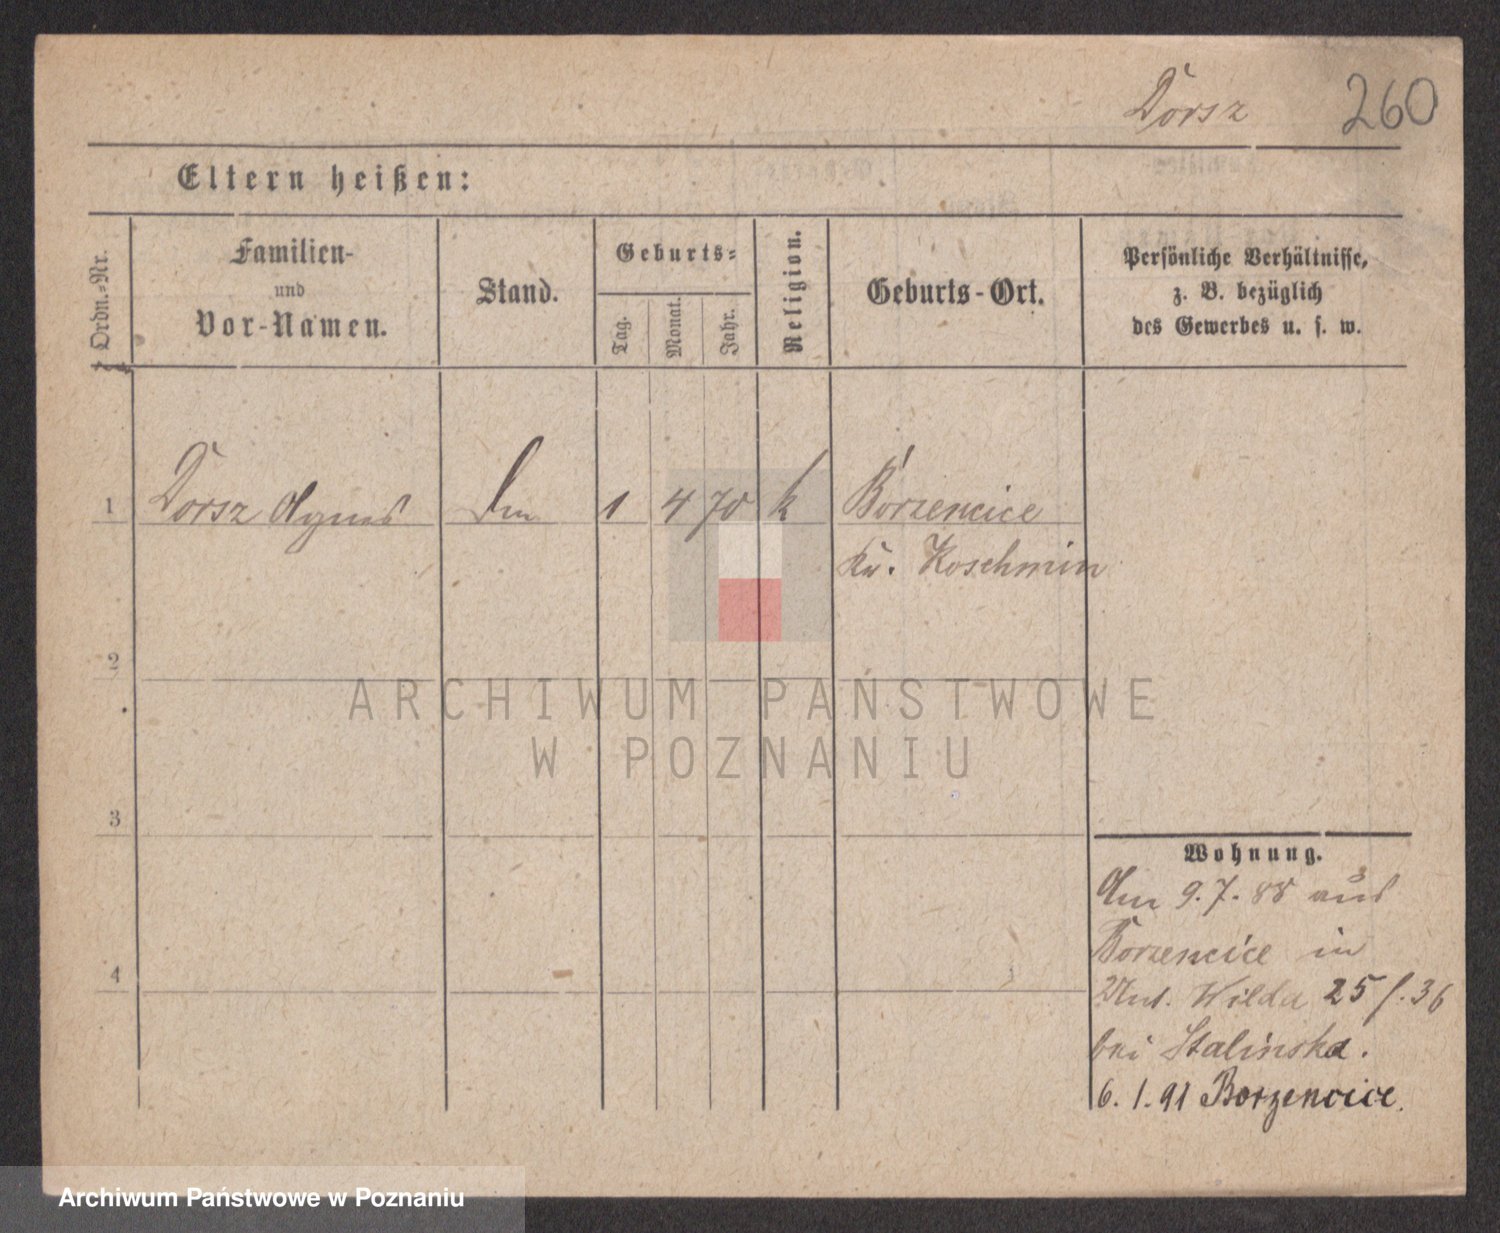 Dorsz 260
Eltern heißen:
Ordn.-Nr.
Familien-
und
Vor-Namen.
Stand.
Geburts-
Tag.
Monat.
Jahr.
Religion.
Geburts-Ort.
Persönliche Verhältnisse,
z. B. bezüglich
des Gewerbes u. s. w.
1 Dorsz Agnes 1 4 70 k Borzencice
Kr. Koschmin
2
ARCHIWUM PAŃSTWOWE
W POZNANIU
3
Wohnung.
Am 9.7.88 aus
Borzencice in
4
Wilda 25 f. 36
bei Stalinska.
6.1.91 Borzencice.
Archiwum Państwowe w Poznaniu